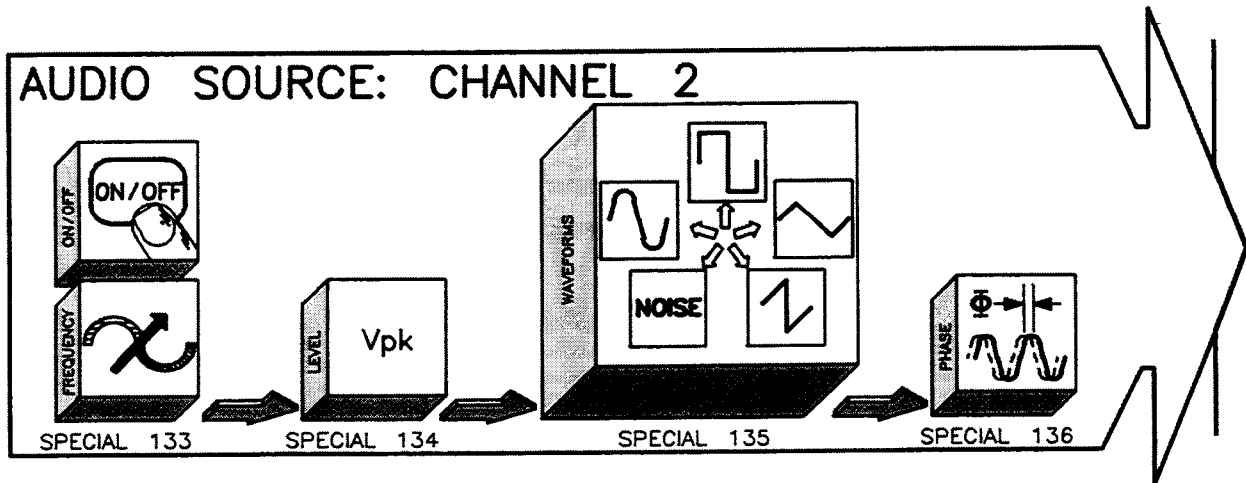 AUDIO SOURCE: CHANNEL 2
ON/OFF
ON/OFF
FREQUENCY
SPECIAL 133
LEVEL
Vpk
SPECIAL 134
WAVEFORMS
NOISE
SPECIAL 135
PHASE
Φ
SPECIAL 136